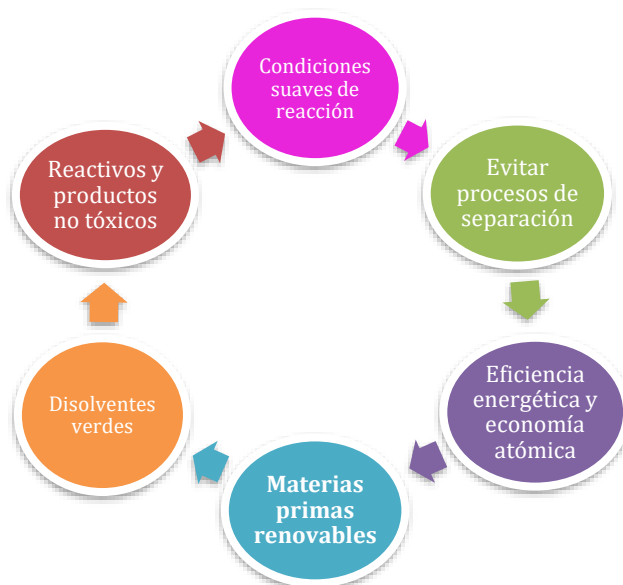 Condiciones
suaves de
reacción
Evitar
procesos de
separación
Eficiencia
energética y
economía
atómica
Materias
primas
renovables
Disolventes
verdes
Reactivos y
productos
no tóxicos